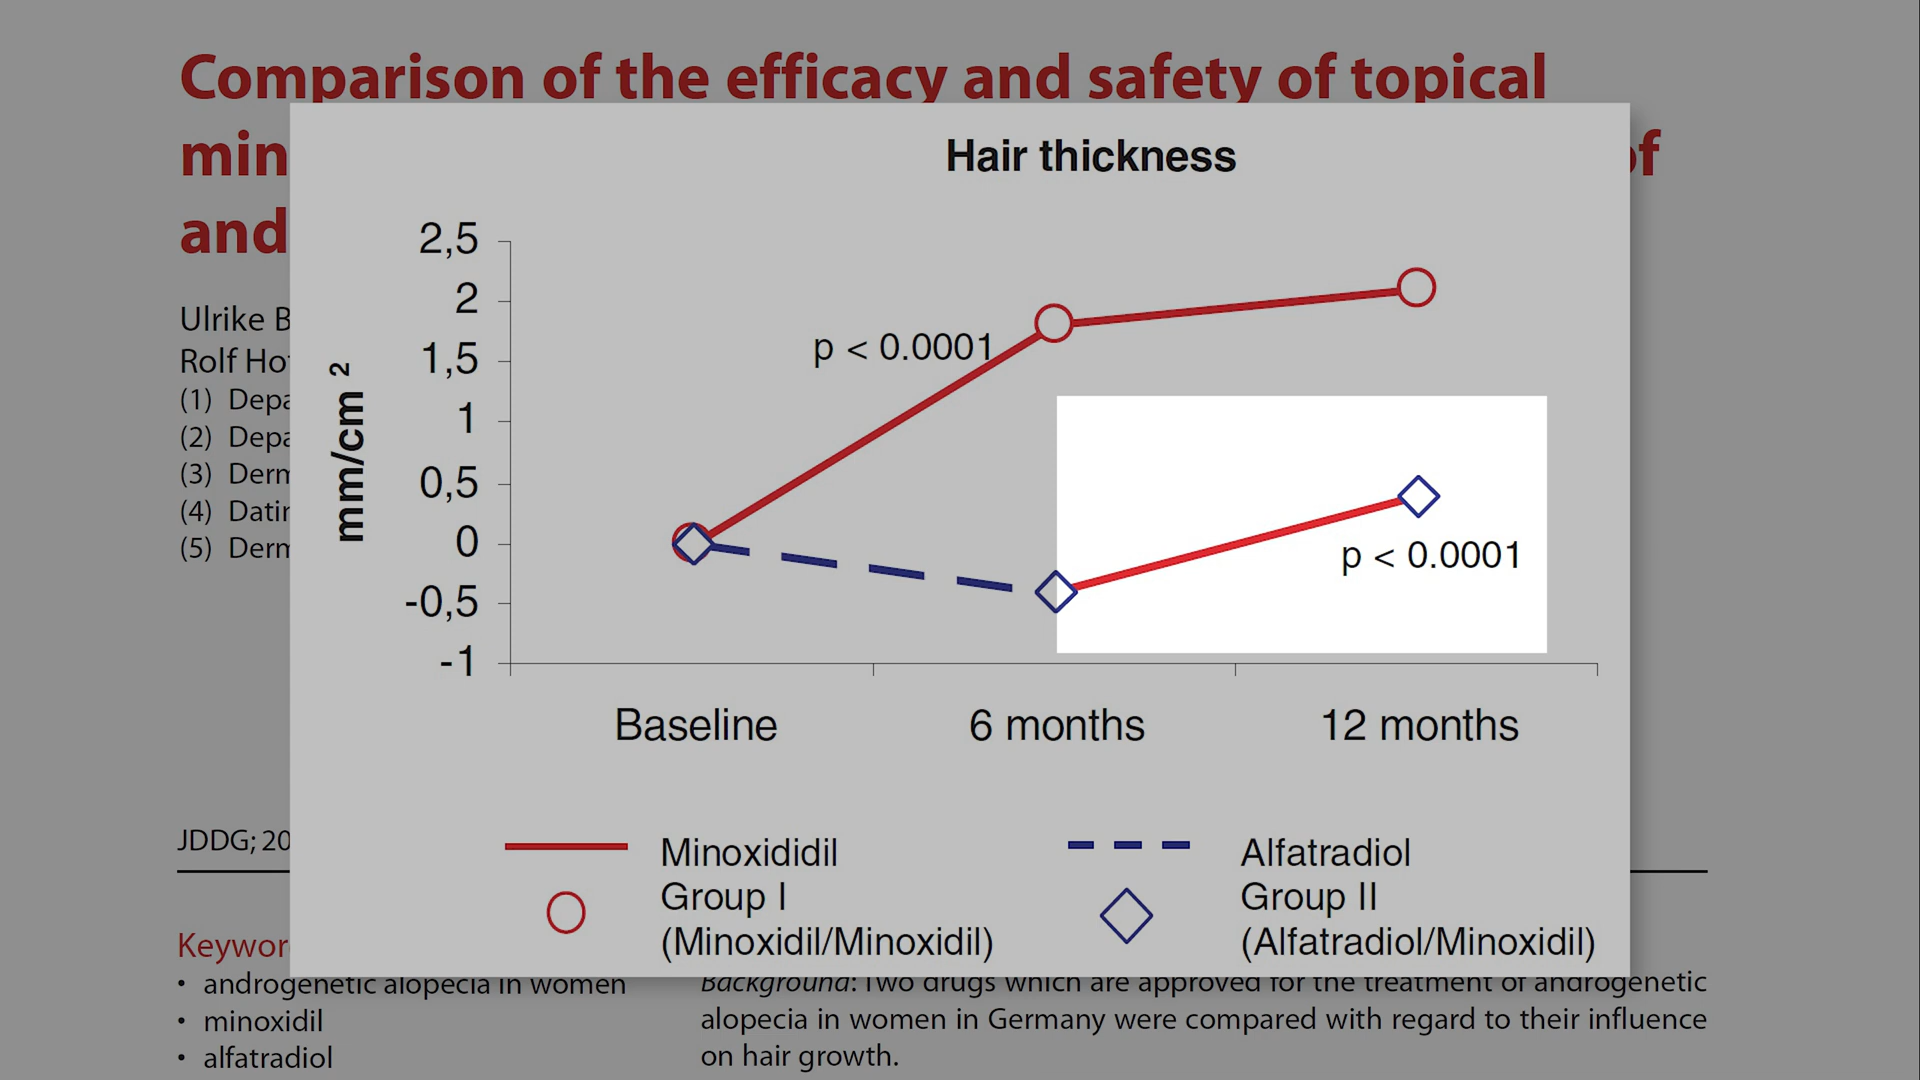 Comparison of the efficacy and safety of topical
min
of
and
Hair thickness
Ulrike B
Rolf Ho
(1) Depa
(2) Depa
(3) Derm
(4) Datin
(5) Derm
mm/cm 2
2,5
2
1,5
1
0,5
0
-0,5
-1
p < 0.0001
p < 0.0001
Baseline
6 months
12 months
Minoxididil
Group I
(Minoxidil/Minoxidil)
Alfatradiol
Group II
(Alfatradiol/Minoxidil)
JDDG; 20
Keywor
• androgenetic alopecia in women
• minoxidil
• alfatradiol
Background: Two drugs which are approved for the treatment of androgenetic
alopecia in women in Germany were compared with regard to their influence
on hair growth.